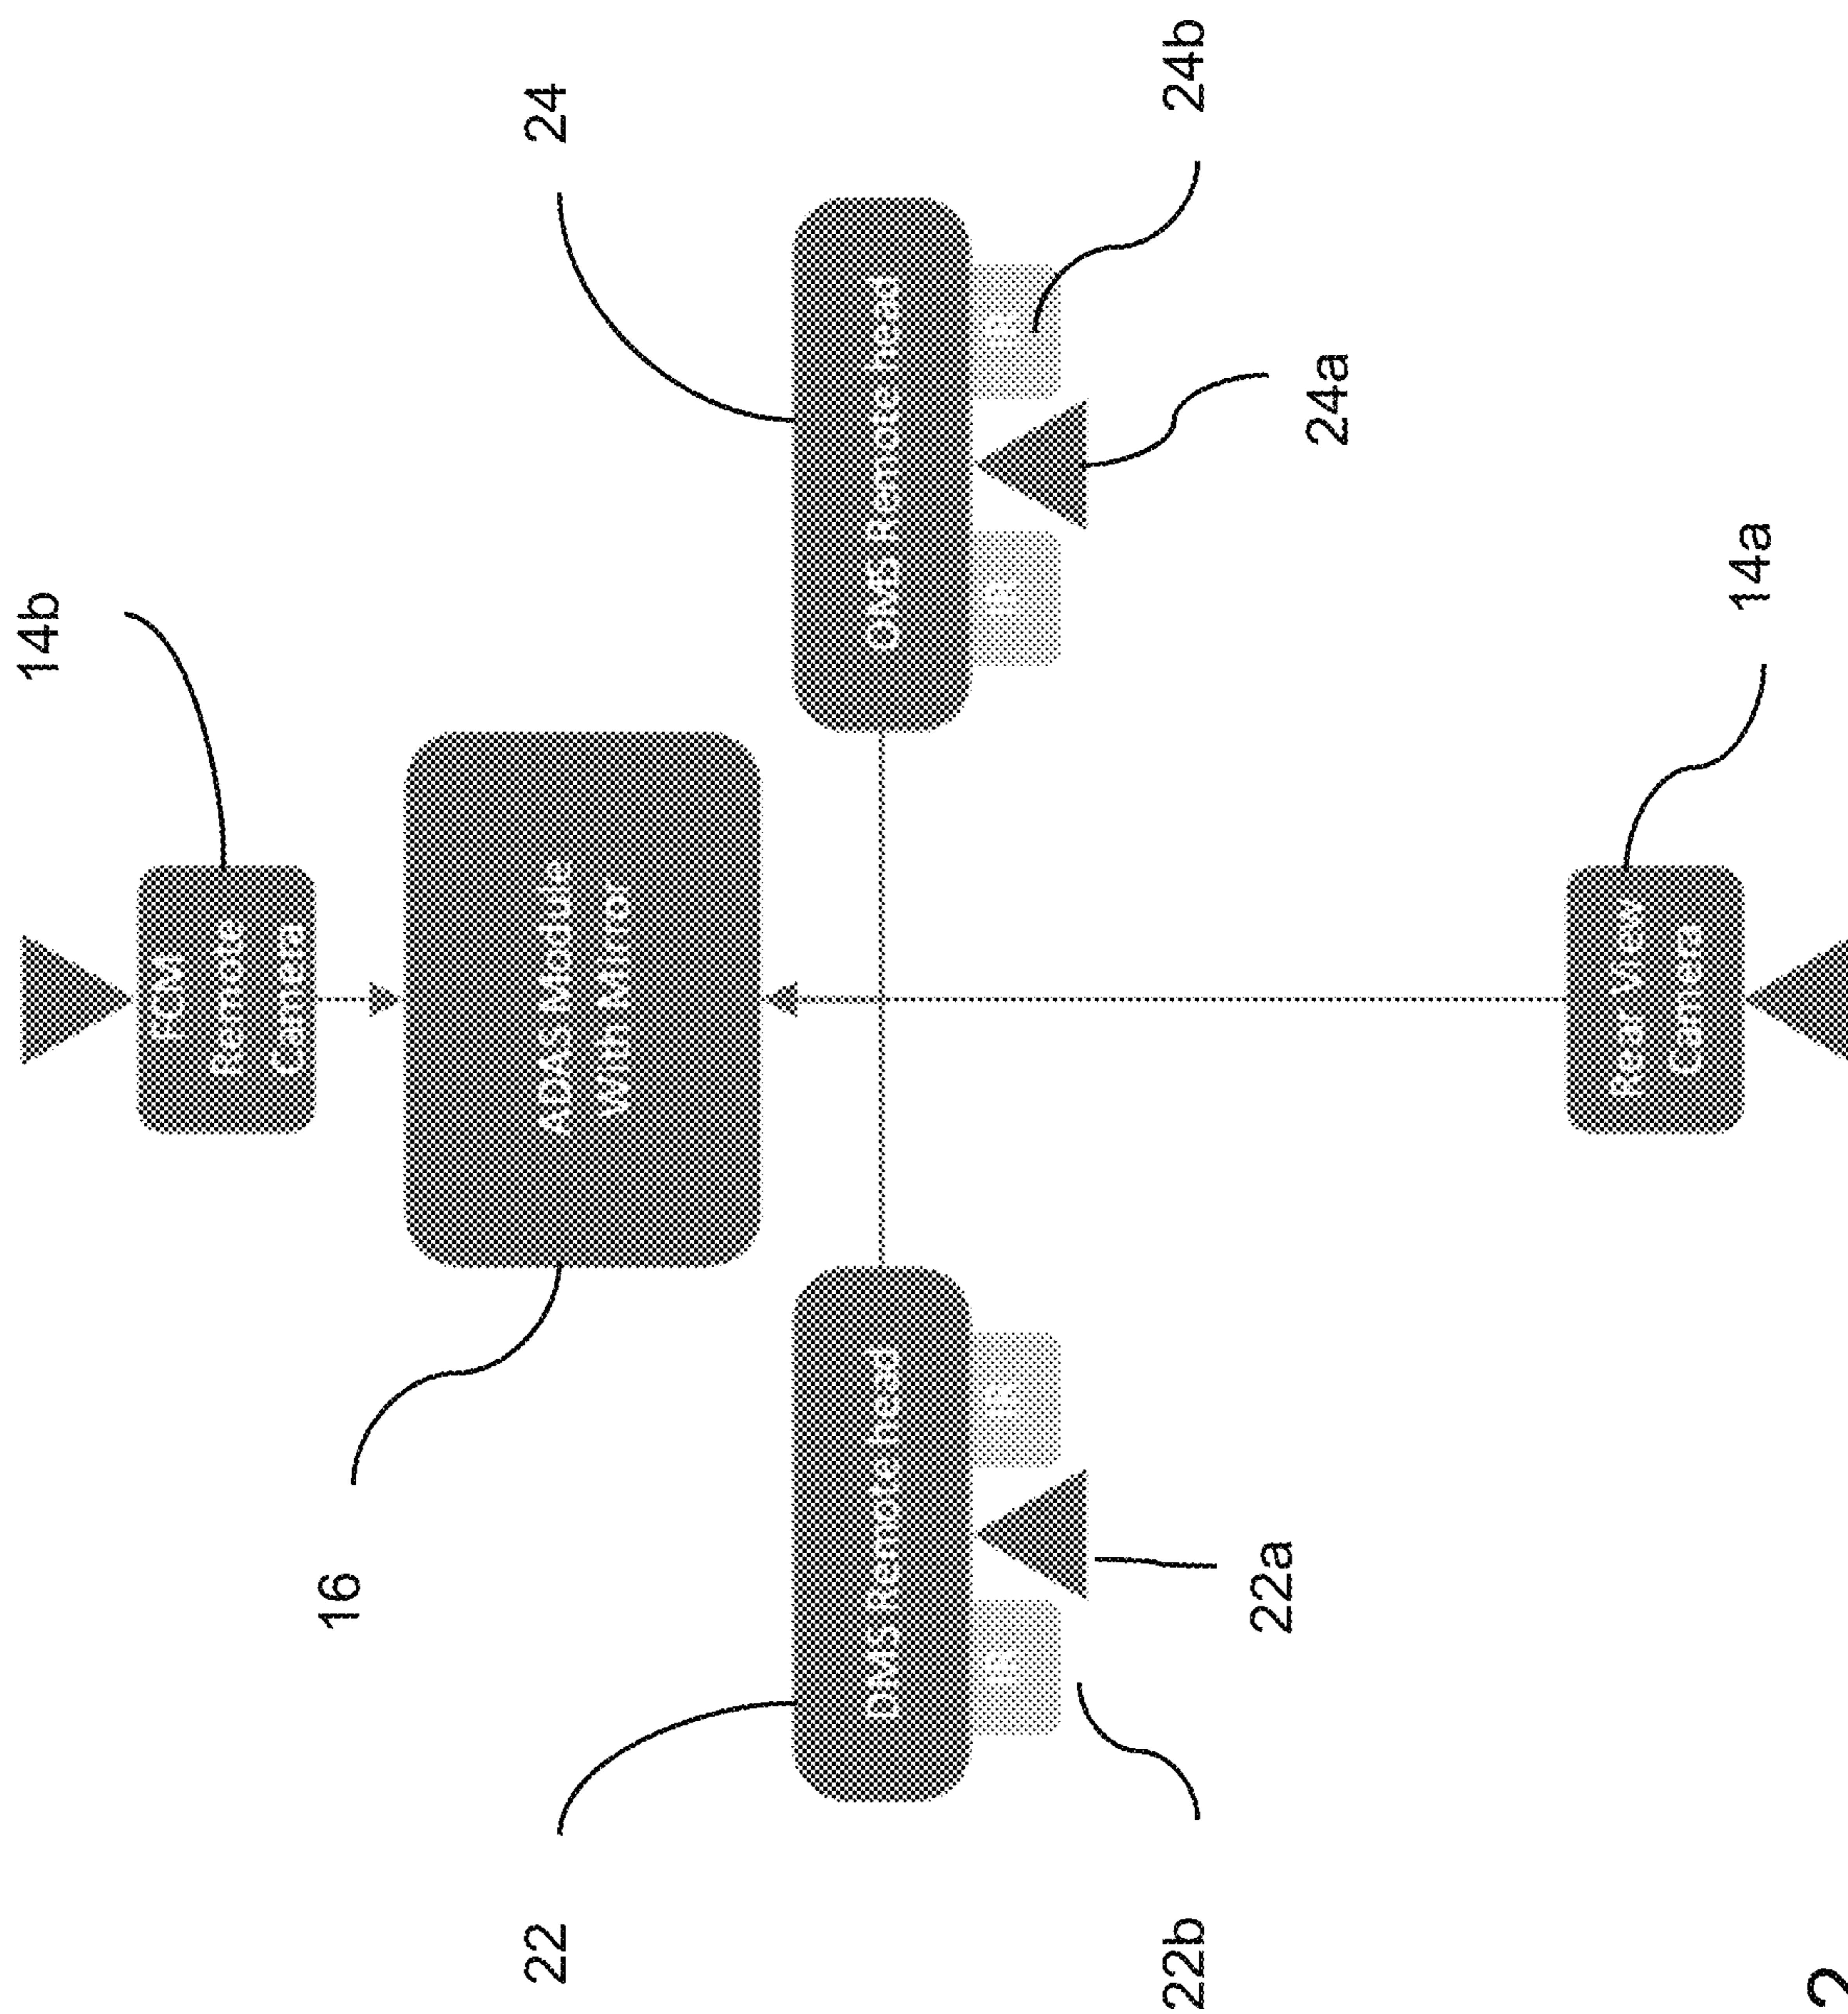 14b
FCM
Remote
Camera
16
ADAS Module
With Mirror
22
24
DMS Remote head
OMS Remote head
22b
24b
22a
24a
Rear View
Camera
14a
2